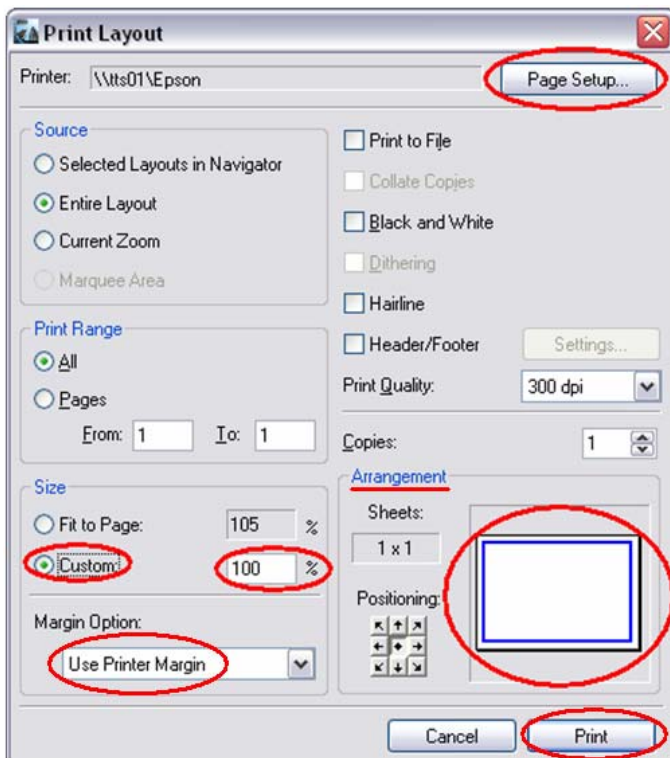 Print Layout
Printer: \\tts01\Epson
Page Setup...
Source
Selected Layouts in Navigator
Entire Layout
Current Zoom
Marquee Area
Print to File
Collate Copies
Black and White
Dithering
Hairline
Header/Footer
Settings...
Print Quality: 300 dpi
Print Range
All
Pages
From: 1 To: 1
Copies: 1
Size
Fit to Page: 105 %
Custom: 100 %
Margin Option:
Use Printer Margin
Arrangement
Sheets:
1 x 1
Positioning:
Cancel
Print